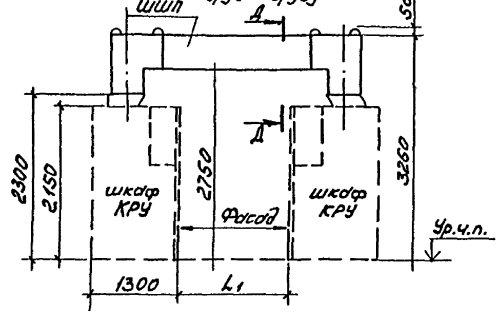 шшп
Д
Д
2300
2150
2750
3260
шкаф
КРУ
Фасад
шкаф
КРУ
Ур.ч.п.
1300
L1